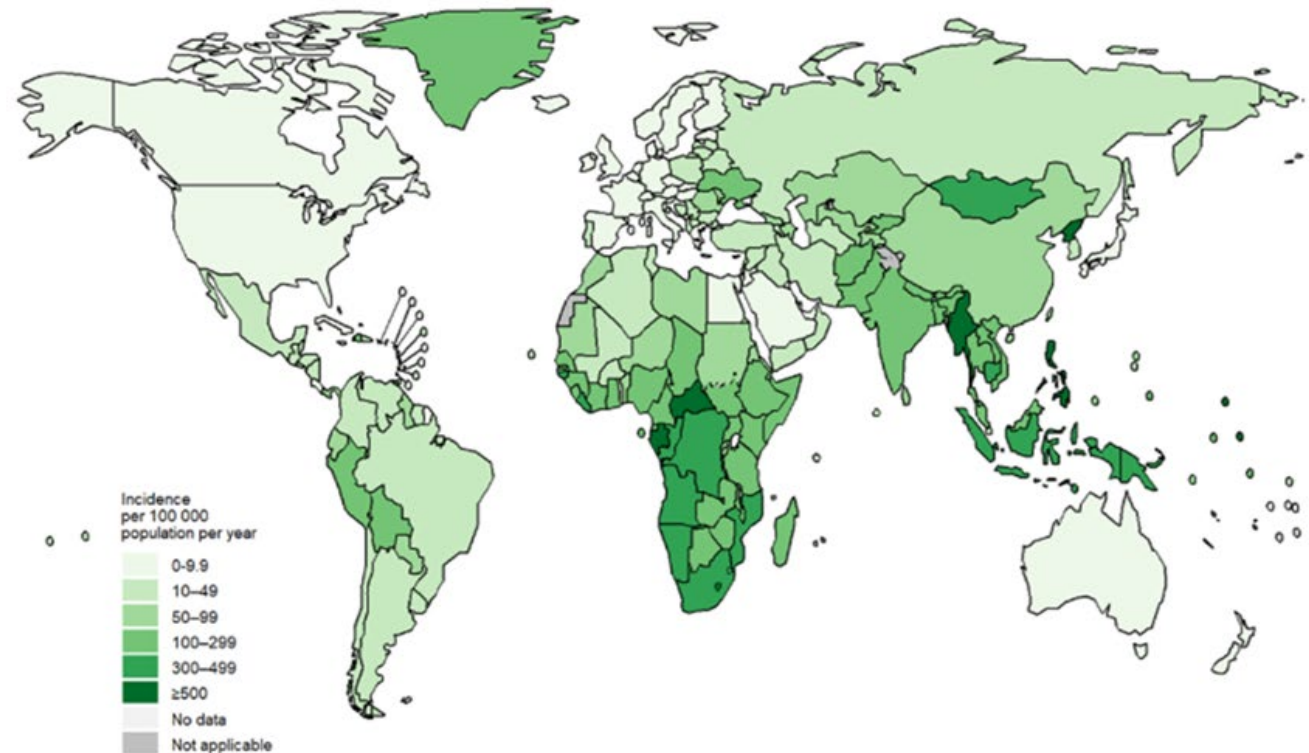 Incidence
per 100 000
population per year
0-9.9
10–49
50–99
100–299
300–499
≥500
No data
Not applicable